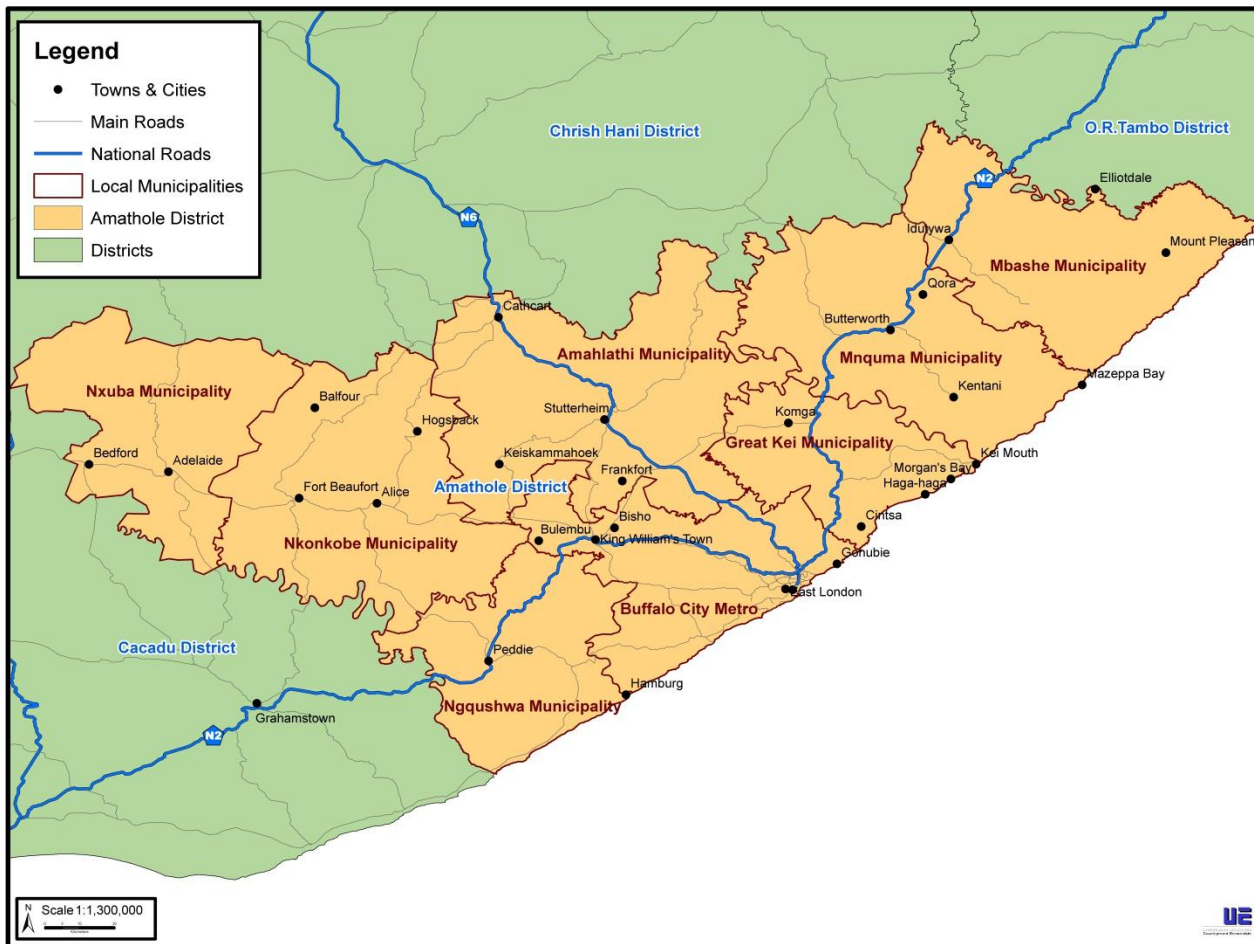 Legend
Towns & Cities
Main Roads
National Roads
Local Municipalities
Amathole District
Districts
Chrish Hani District
O.R.Tambo District
N2
Elliotdale
N6
Idutywa
Mount Pleasan
Mbashe Municipality
Qora
Cathcart
Butterworth
Amahlathi Municipality
Mnquma Municipality
Mazeppa Bay
Nxuba Municipality
Balfour
Kentani
Hogsback
Stutterheim
Komga
Great Kei Municipality
Bedford
Adelaide
Keiskammahoek
Frankfort
Kei Mouth
Morgan's Bay
Haga-haga
Amathole District
Fort Beaufort
Alice
Bisho
Cintsa
Bulembu
King William's Town
Nkonkobe Municipality
Gonubie
East London
Buffalo City Metro
Cacadu District
Peddie
Hamburg
Ngqushwa Municipality
Grahamstown
N2
N
Scale 1:1,300,000
Kilometers
UE